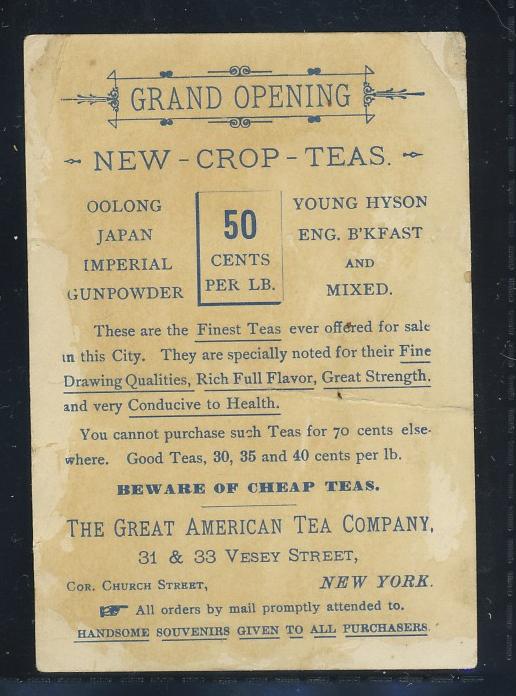 GRAND OPENING
NEW - CROP - TEAS.
OOLONG
JAPAN
IMPERIAL
GUNPOWDER
50
CENTS
PER LB.
YOUNG HYSON
ENG. B'KFAST
AND
MIXED.
These are the Finest Teas ever offered for sale
in this City. They are specially noted for their Fine
Drawing Qualities, Rich Full Flavor, Great Strength,
and very Conducive to Health.
You cannot purchase such Teas for 70 cents else-
where. Good Teas, 30, 35 and 40 cents per lb.
BEWARE OF CHEAP TEAS.
THE GREAT AMERICAN TEA COMPANY,
31 & 33 VESEY STREET,
COR. CHURCH STREET, NEW YORK.
All orders by mail promptly attended to.
HANDSOME SOUVENIRS GIVEN TO ALL PURCHASERS.